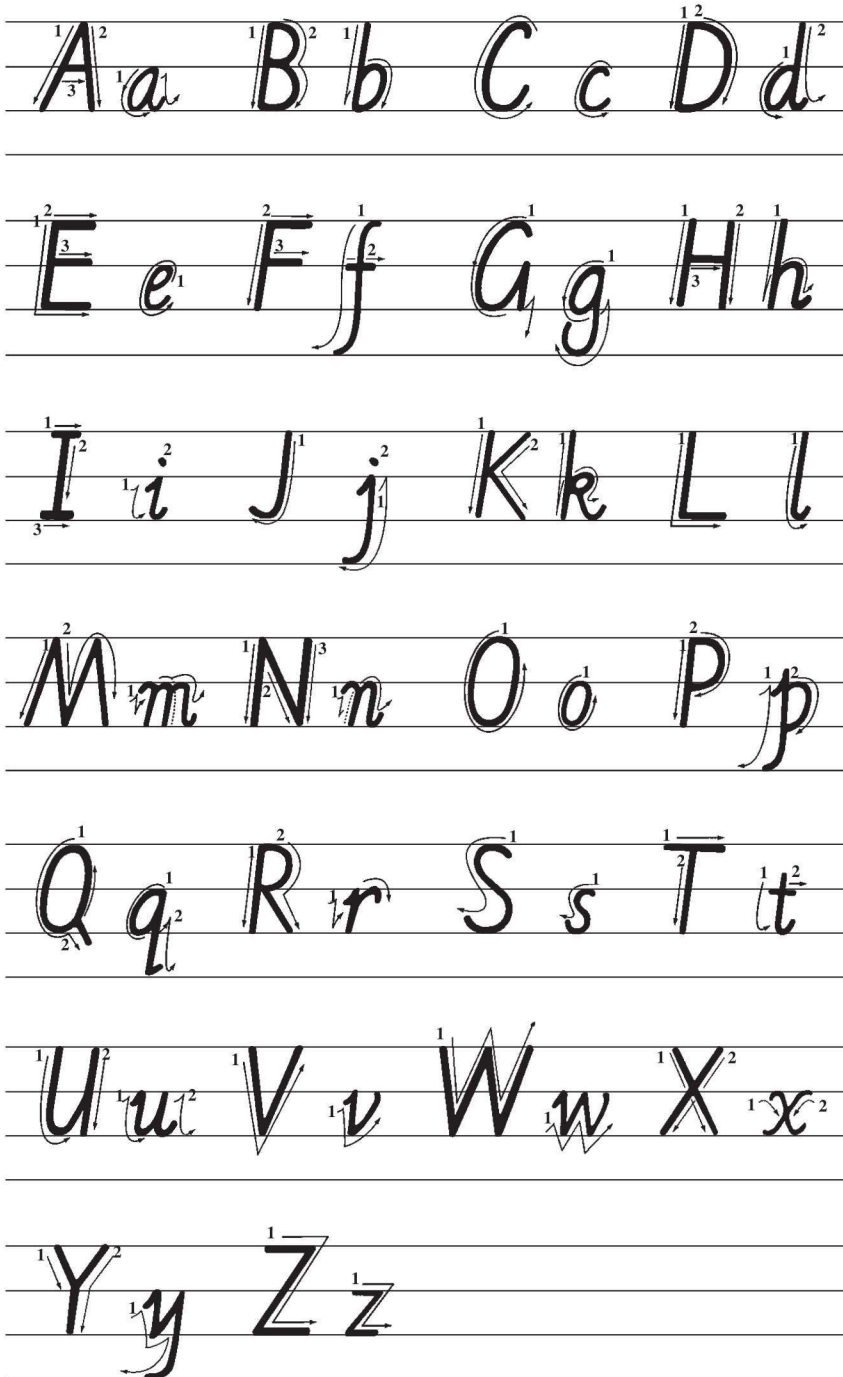 A a B b C c D d
E e F f G g H h
I i J j K k L l
M m N n O o P p
Q q R r S s T t
U u V v W w X x
Y y Z z